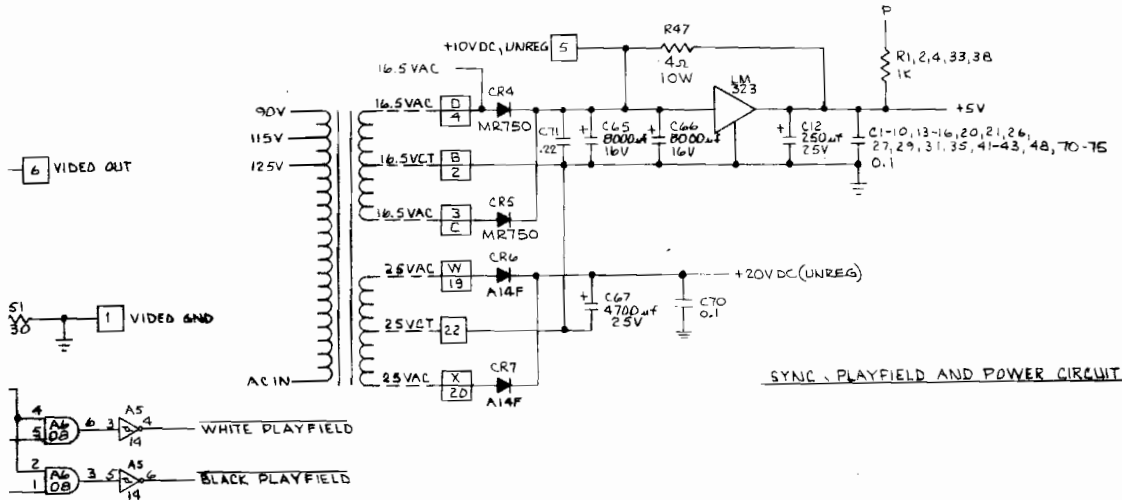 P
+10VDC, UNREG 5
R47
4Ω
10W
R1,2,4,33,38
1K
16.5VAC
90V
115V
125V
AC IN
16.5VAC D 4
CR4
MR750
C71
.22
C65
8000uf
16V
C66
8000uf
16V
LM
323
C12
250uf
25V
+5V
C1-10, 13-16, 20, 21, 26,
27, 29, 31, 35, 41-43, 48, 70-75
0.1
6 VIDEO OUT
16.5VCT B 2
16.5VAC 3 C
CR5
MR750
25VAC W 19
CR6
A14F
+20VDC(UNREG)
C67
4700uf
25V
C70
0.1
51
30
1 VIDEO GND
25VCT 22
25VAC X 20
CR7
A14F
SYNC, PLAYFIELD AND POWER CIRCUIT
4
5
A6
08
6
3
A5
14
4
WHITE PLAYFIELD
2
1
A6
08
3
5
A5
14
6
BLACK PLAYFIELD